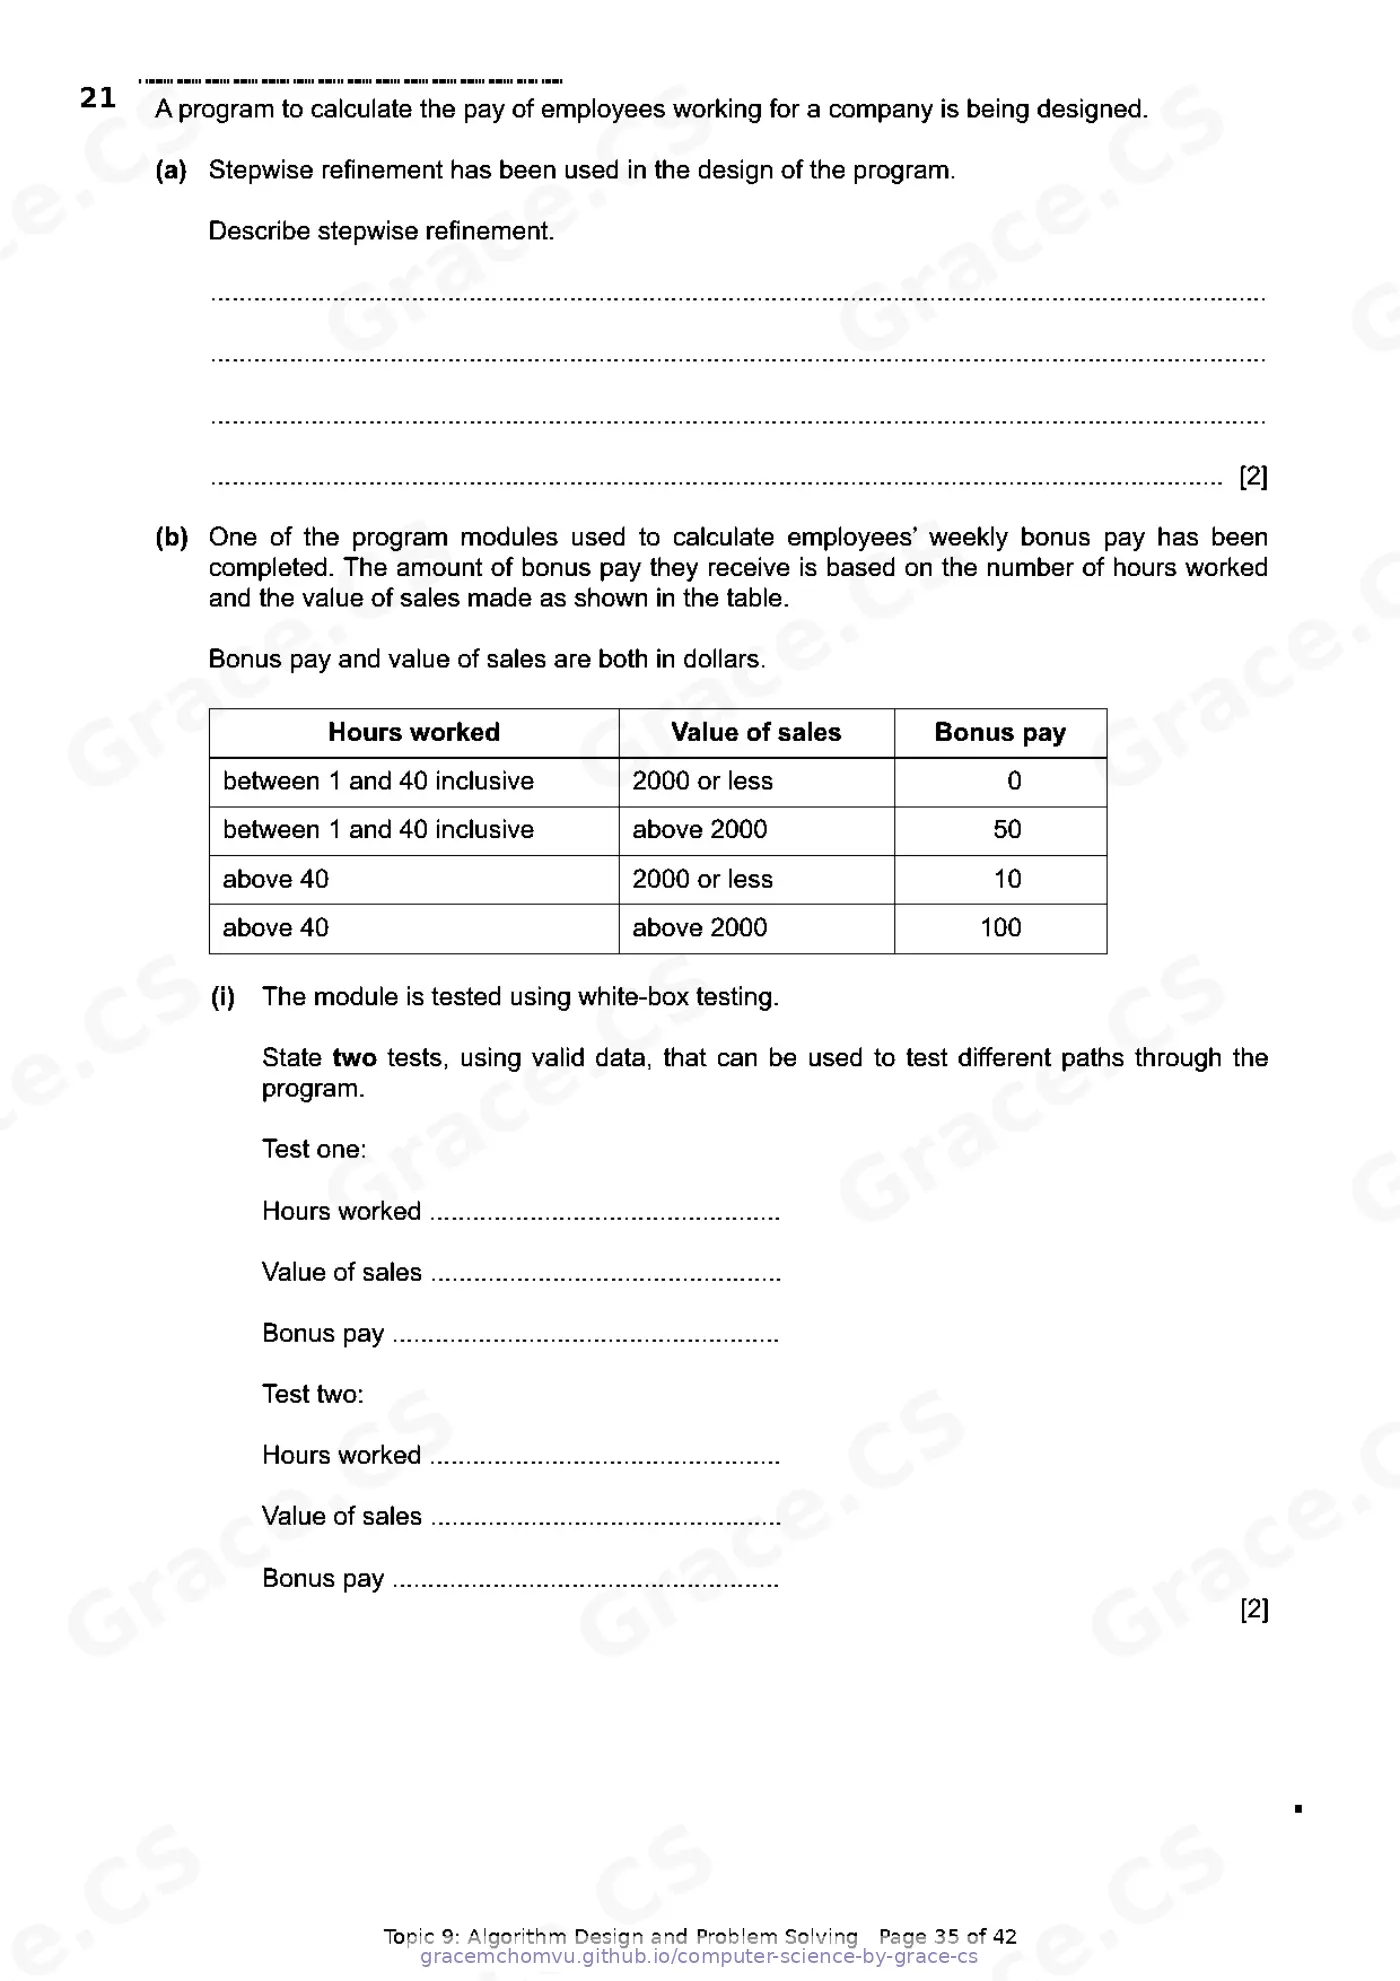 21
A program to calculate the pay of employees working for a company is being designed.
(a) Stepwise refinement has been used in the design of the program.
Describe stepwise refinement.
[2]
(b) One of the program modules used to calculate employees’ weekly bonus pay has been
completed. The amount of bonus pay they receive is based on the number of hours worked
and the value of sales made as shown in the table.
Bonus pay and value of sales are both in dollars.
Hours worked Value of sales Bonus pay
between 1 and 40 inclusive 2000 or less 0
between 1 and 40 inclusive above 2000 50
above 40 2000 or less 10
above 40 above 2000 100
(i) The module is tested using white-box testing.
State two tests, using valid data, that can be used to test different paths through the
program.
Test one:
Hours worked
Value of sales
Bonus pay
Test two:
Hours worked
Value of sales
Bonus pay
[2]
Topic 9: Algorithm Design and Problem Solving Page 35 of 42
gracemchomvu.github.io/computer-science-by-grace-cs
Grace.CS